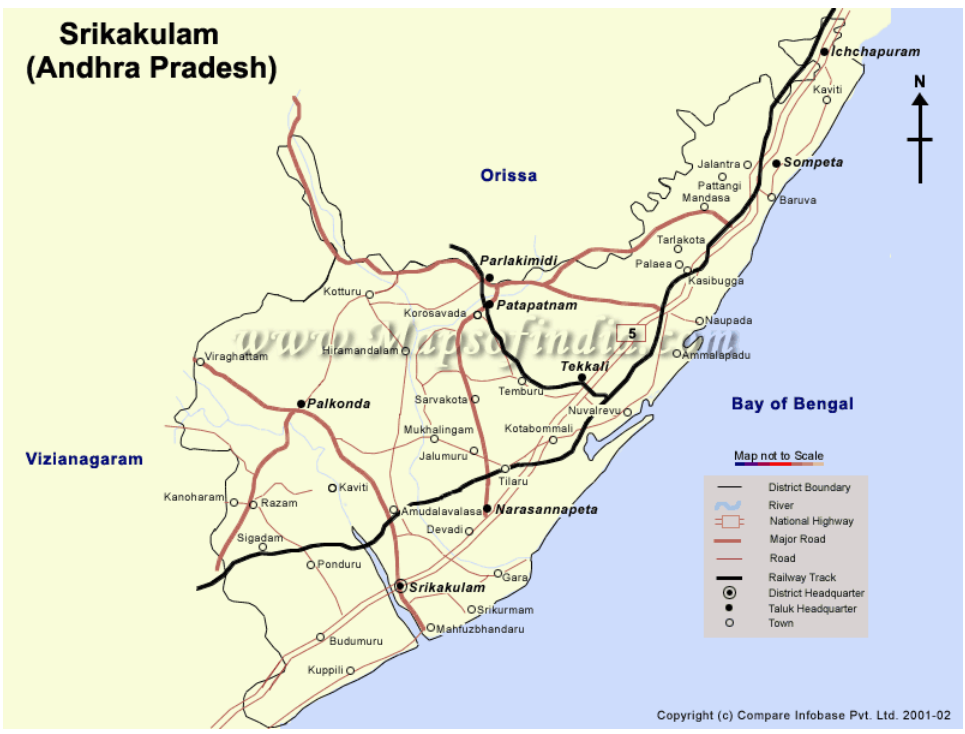 Srikakulam
(Andhra Pradesh)
Ichchapuram
N
Kaviti
Orissa
Jalantra
Sompeta
Pattangi
Mandasa
Baruva
Tarlakota
Parlakimidi
Palaea
Kasibugga
Kotturu
Patapatnam
Korosavada
Naupada
5
www.Mapsofindia.com
Hiramandalam
Viraghattam
Ammalapadu
Tekkali
Temburu
Palkonda
Sarvakota
Nuvalrevu
Bay of Bengal
Mukhalingam
Kotabommali
Vizianagaram
Jalumuru
Map not to Scale
Tilaru
Kaviti
District Boundary
Kanoharam
Razam
River
Amudalavalasa
Narasannapeta
National Highway
Devadi
Sigadam
Major Road
Ponduru
Road
Gara
Railway Track
Srikakulam
District Headquarter
Srikurmam
Taluk Headquarter
Mahfuzbhandaru
Town
Budumuru
Kuppili
Copyright (c) Compare Infobase Pvt. Ltd. 2001-02